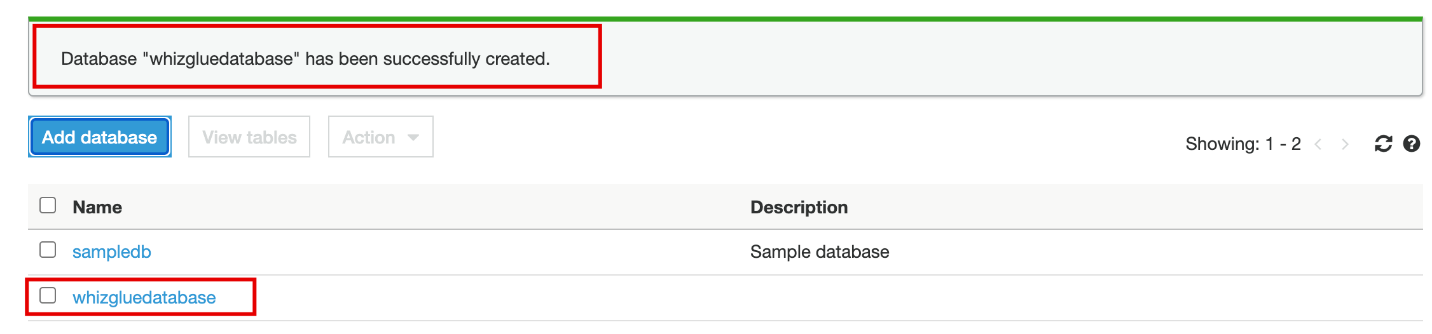 Database "whizgluedatabase" has been successfully created.
Add database View tables Action Showing: 1 - 2
Name Description
sampledb Sample database
whizgluedatabase